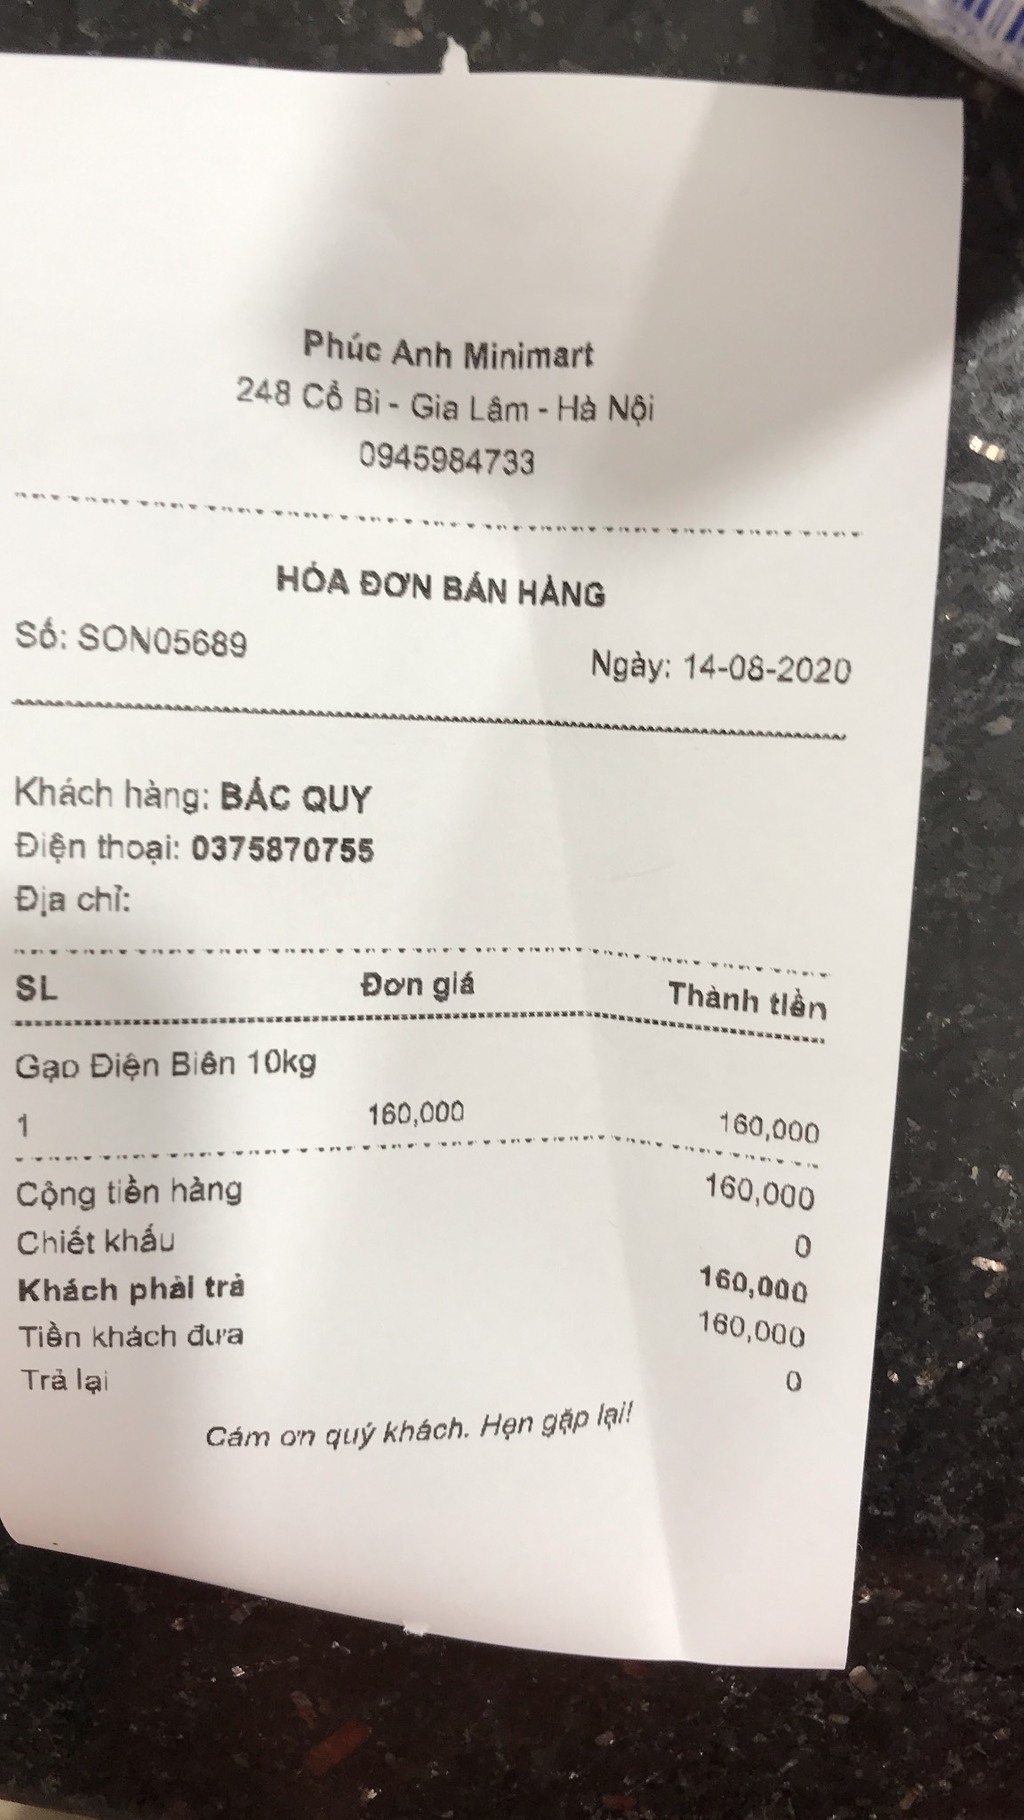 Phúc Anh Minimart
248 Cổ Bi - Gia Lâm - Hà Nội
0945984733
HÓA ĐƠN BÁN HÀNG
Số: SON05689
Ngày: 14-08-2020
Khách hàng: BÁC QUY
Điện thoại: 0375870755
Địa chỉ:
SL Đơn giá Thành tiền
Gạo Điện Biên 10kg
1 160,000 160,000
Cộng tiền hàng 160,000
Chiết khấu 0
Khách phải trả 160,000
Tiền khách đưa 160,000
Trả lại 0
Cám ơn quý khách. Hẹn gặp lại!